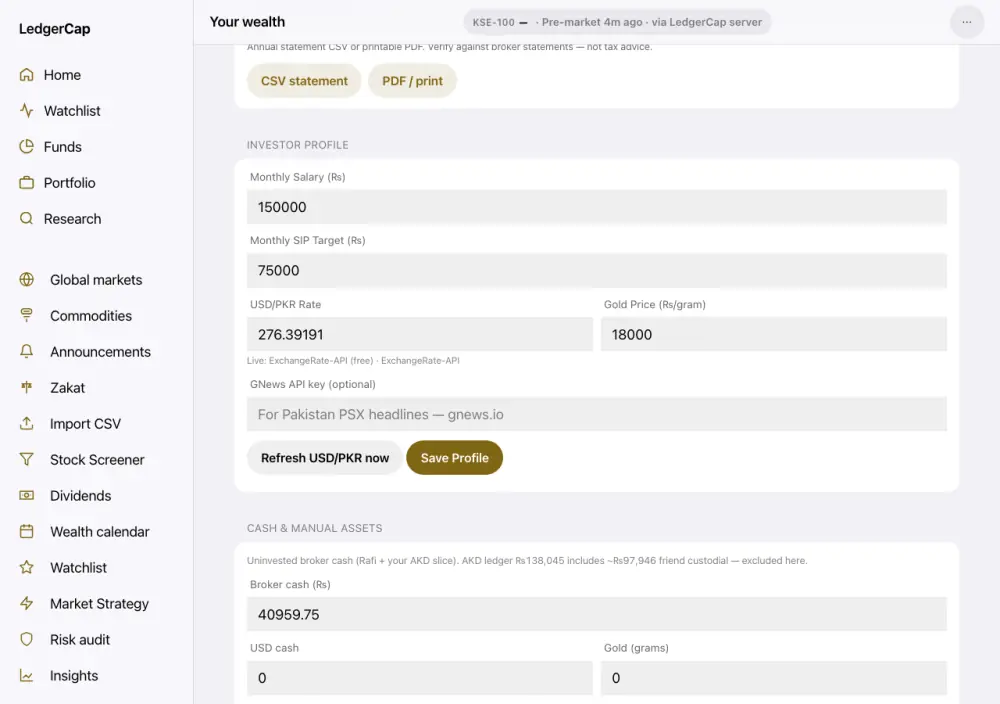 LedgerCap
Home
Watchlist
Funds
Portfolio
Research
Global markets
Commodities
Announcements
Zakat
Import CSV
Stock Screener
Dividends
Wealth calendar
Watchlist
Market Strategy
Risk audit
Insights
Your wealth
KSE-100 — · Pre-market 4m ago · via LedgerCap server
...
Annual statement CSV or printable PDF. Verify against broker statements — not tax advice.
CSV statement
PDF / print
INVESTOR PROFILE
Monthly Salary (₨)
150000
Monthly SIP Target (₨)
75000
USD/PKR Rate
Gold Price (₨/gram)
276.39191
18000
Live: ExchangeRate-API (free) · ExchangeRate-API
GNews API key (optional)
For Pakistan PSX headlines — gnews.io
Refresh USD/PKR now
Save Profile
CASH & MANUAL ASSETS
Uninvested broker cash (Rafi + your AKD slice). AKD ledger ₨138,045 includes ~₨97,946 friend custodial — excluded here.
Broker cash (₨)
40959.75
USD cash
Gold (grams)
0
0